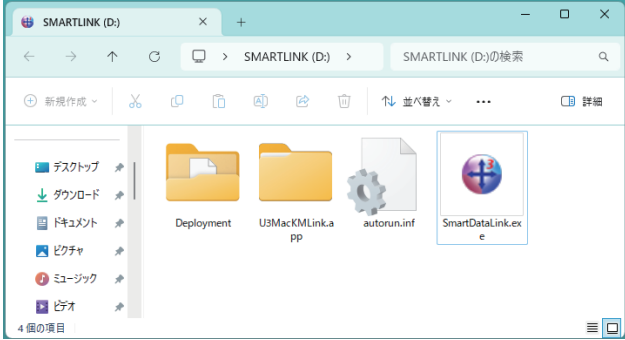 SMARTLINK (D:)
SMARTLINK (D:)
SMARTLINK (D:)の検索
新規作成
並べ替え
詳細
デスクトップ
ダウンロード
ドキュメント
ピクチャ
ミュージック
ビデオ
Deployment
U3MacKMLink.a
pp
autorun.inf
SmartDataLink.ex
e
3
4 個の項目